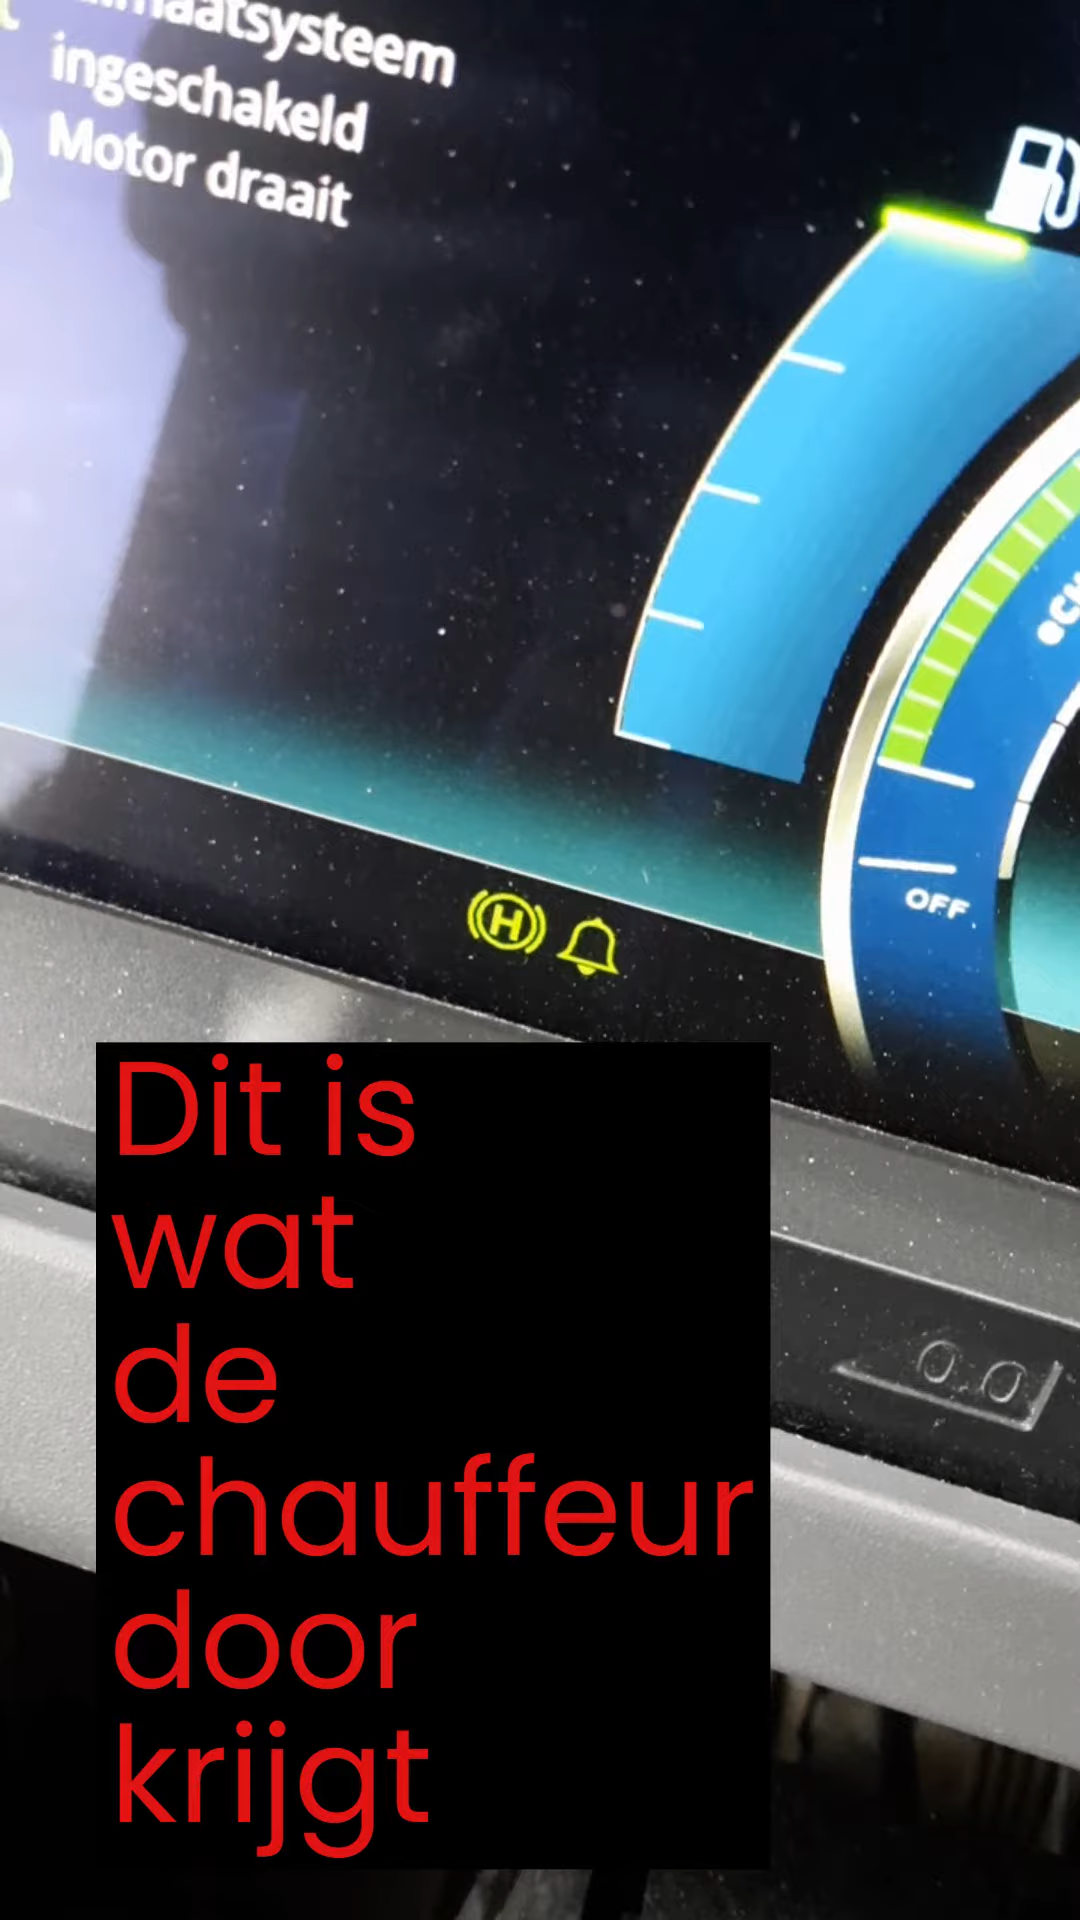 ingeschakeld
Motor draait
OFF
H
Dit is
wat
de
chauffeur
door
krijgt